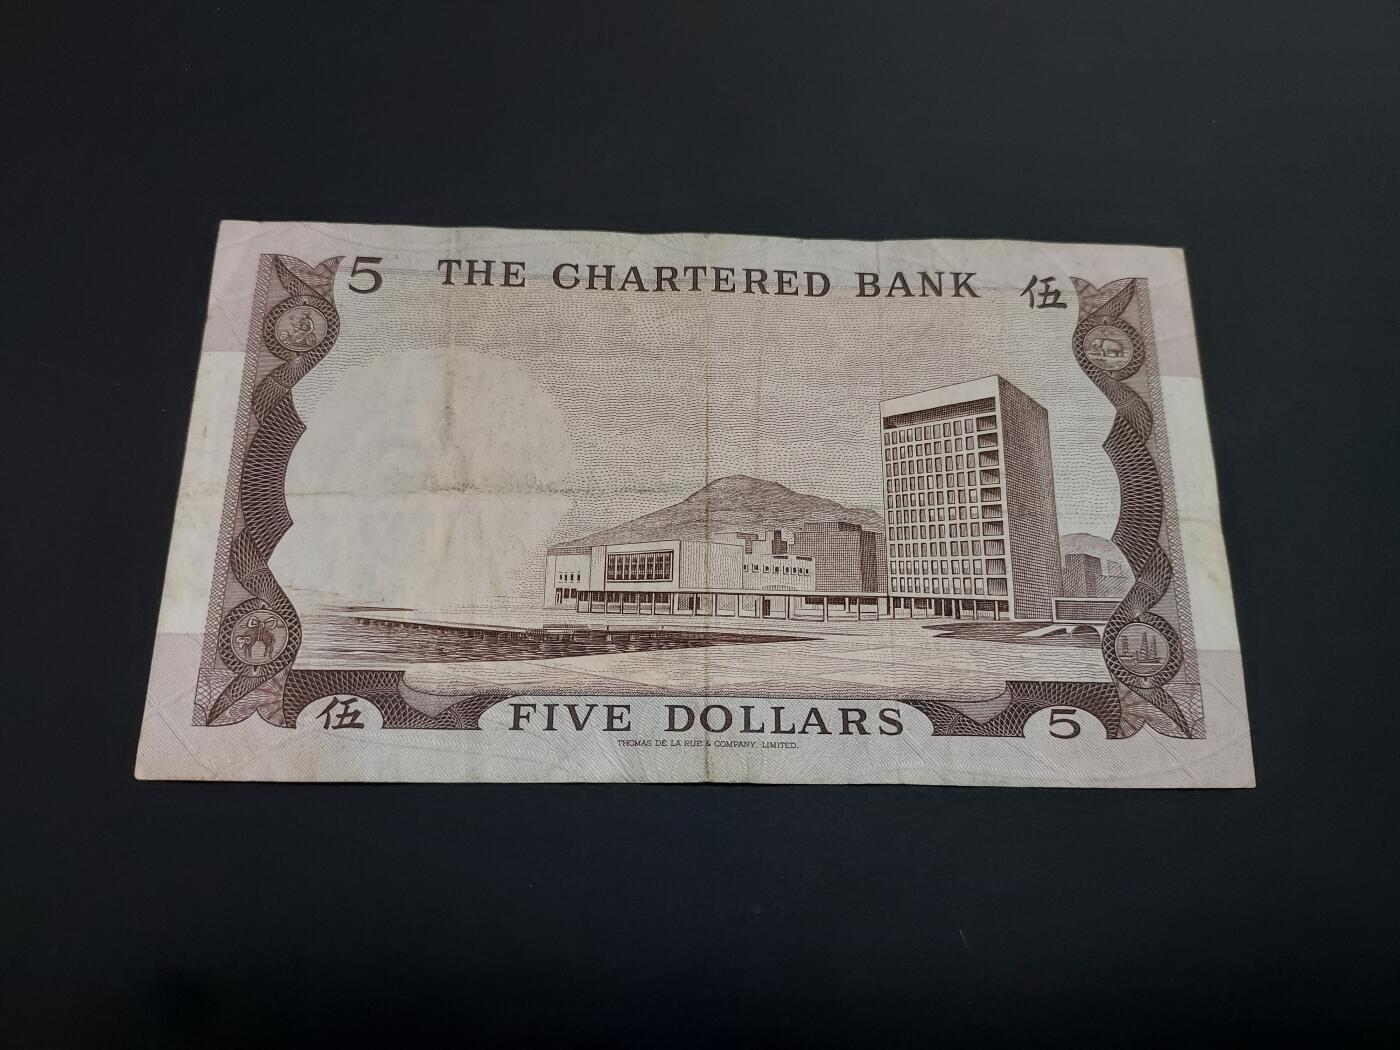 5 THE CHARTERED BANK 伍
伍 FIVE DOLLARS 5
THOMAS DE LA RUE & COMPANY, LIMITED.